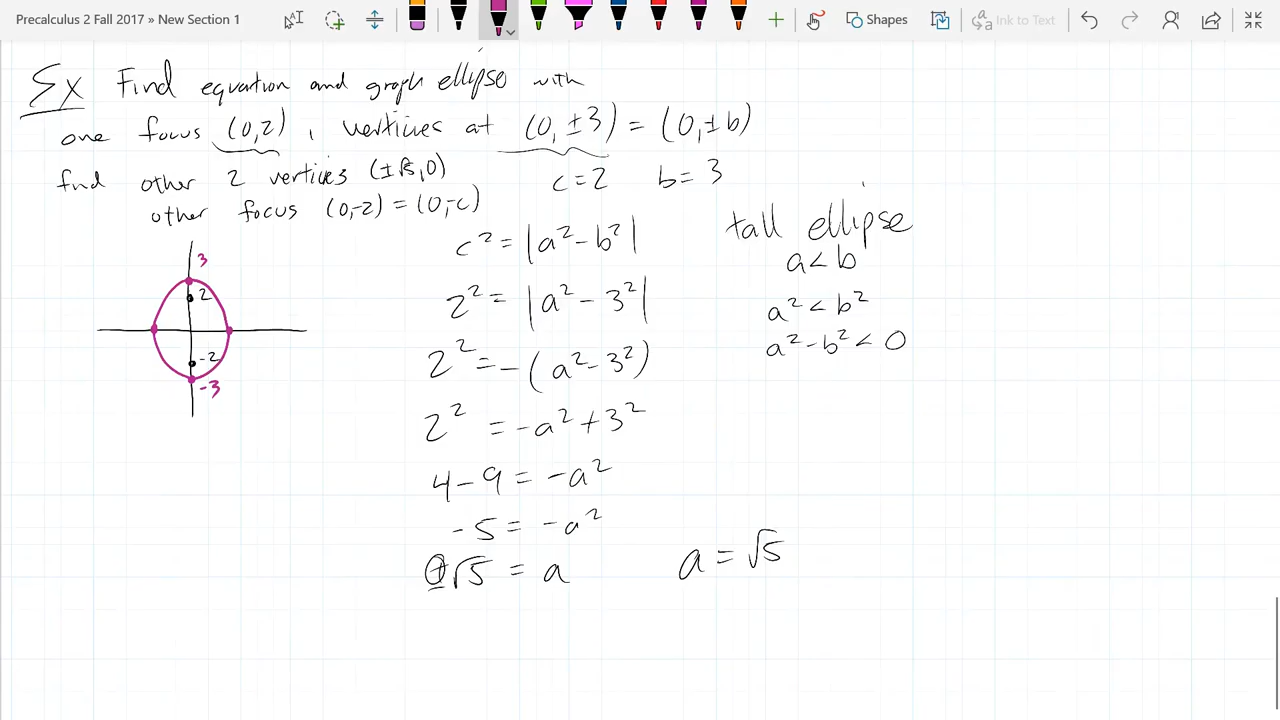 Precalculus 2 Fall 2017 » New Section 1
Shapes
Ink to Text
Ex Find equation and graph ellipse with
one focus (0,2), vertices at (0, ±3) = (0, ±b)
find other 2 vertices (±√5, 0)
c = 2 b = 3
other focus (0,-2) = (0,-c)
tall ellipse
a < b
a² < b²
a² - b² < 0
c² = |a² - b²|
2² = |a² - 3²|
2² = -(a² - 3²)
2² = -a² + 3²
4 - 9 = -a²
-5 = -a²
±√5 = a
a = √5
3
2
-2
-3